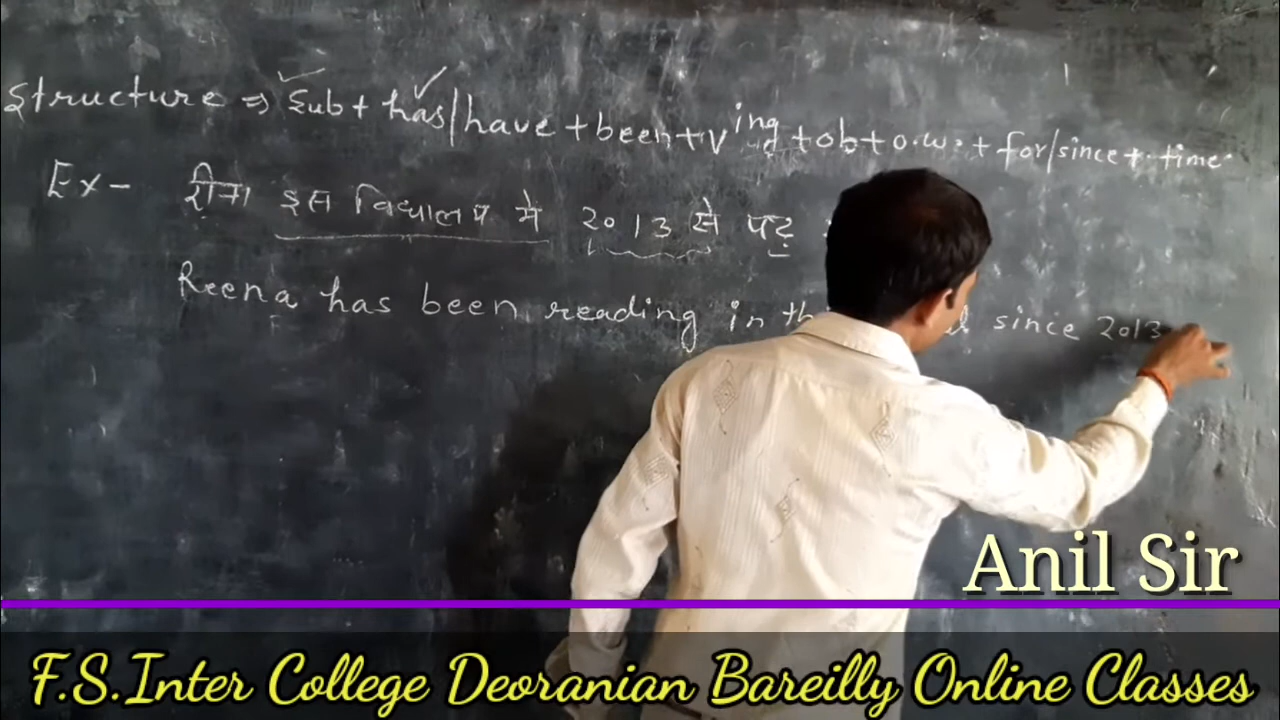 Structure ⇒ Sub + has/have + been + v ing + ob + o.w. + for/since + time
Ex - रीना इस विद्यालय में 2013 से पढ़
Reena has been reading in th since 2013
Anil Sir
F.S.Inter College Deoranian Bareilly Online Classes